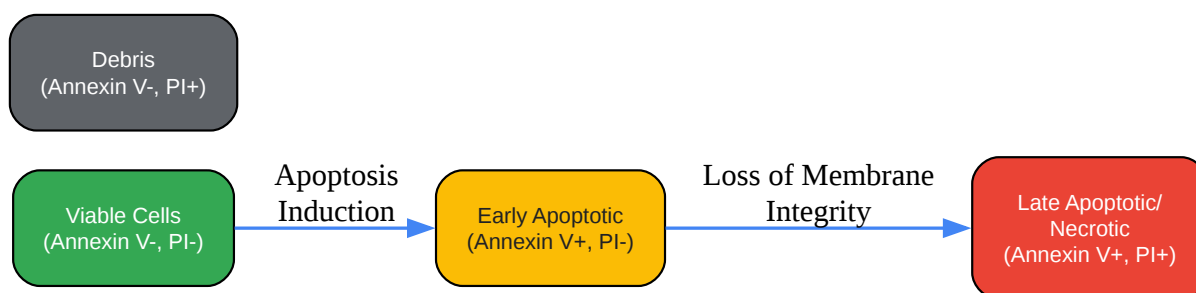 Debris
(Annexin V-, PI+)
Viable Cells
(Annexin V-, PI-)
Apoptosis
Induction
Early Apoptotic
(Annexin V+, PI-)
Loss of Membrane
Integrity
Late Apoptotic/
Necrotic
(Annexin V+, PI+)